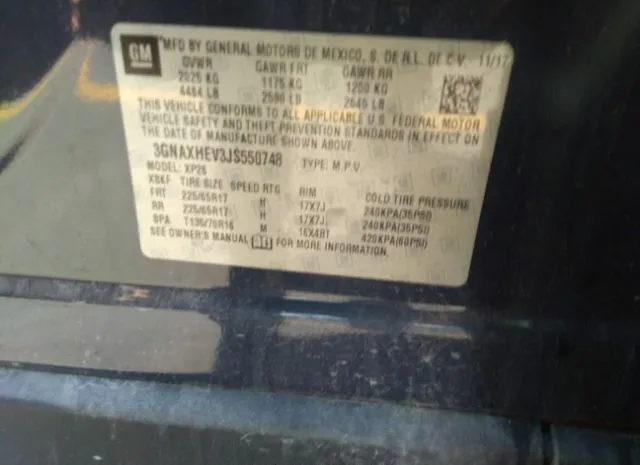 GM
MFD BY GENERAL MOTORS DE MEXICO, S. DE R.L. DE C.V. 11/17
GVWR GAWR FRT GAWR RR
2025 KG 1175 KG 1200 KG
4464 LB 2590 LB 2646 LB
THIS VEHICLE CONFORMS TO ALL APPLICABLE U.S. FEDERAL MOTOR
VEHICLE SAFETY AND THEFT PREVENTION STANDARDS IN EFFECT ON
THE DATE OF MANUFACTURE SHOWN ABOVE.
3GNAXHEV3JS550748 TYPE: M.P.V.
MODEL: XP26
XBKF TIRE SIZE SPEED RTG RIM COLD TIRE PRESSURE
FRT 225/65R17 H 17X7J 240KPA(35PSI)
RR 225/65R17 H 17X7J 240KPA(35PSI)
SPA T135/70R16 M 16X4BT 420KPA(60PSI)
SEE OWNER'S MANUAL FOR MORE INFORMATION.